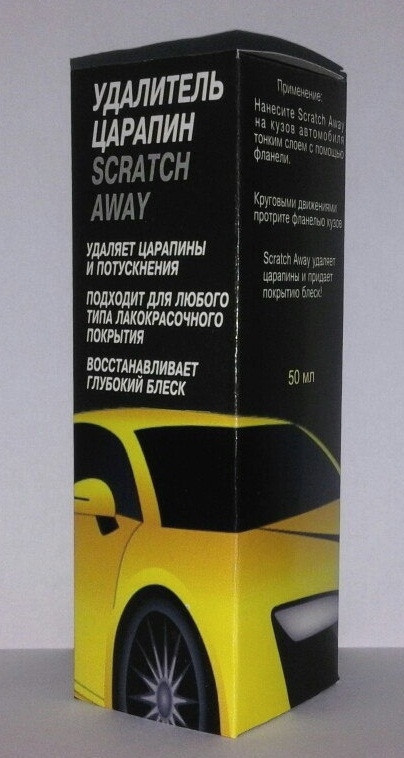 УДАЛИТЕЛЬ
ЦАРАПИН
SCRATCH
AWAY
УДАЛЯЕТ ЦАРАПИНЫ
И ПОТУСКНЕНИЯ
ПОДХОДИТ ДЛЯ ЛЮБОГО
ТИПА ЛАКОКРАСОЧНОГО
ПОКРЫТИЯ
ВОССТАНАВЛИВАЕТ
ГЛУБОКИЙ БЛЕСК
Применение:
Нанесите Scratch Away
на кузов автомобиля
тонким слоем с помощью
фланели.
Круговыми движениями
протрите фланелью кузов
Scratch Away удаляет
царапины и придает
покрытию блеск!
50 мл